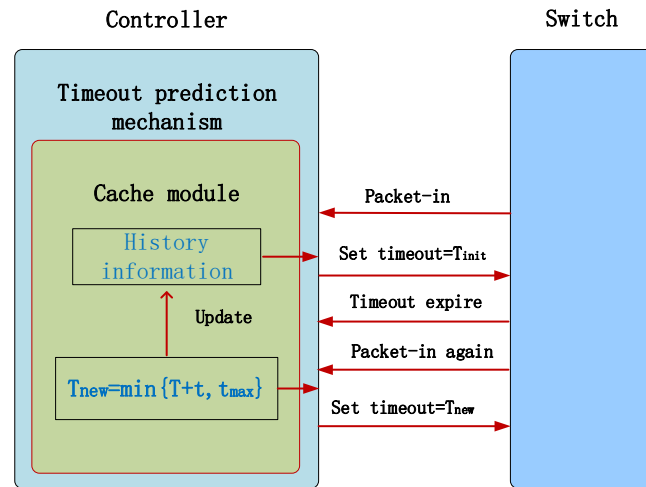 Controller
Switch
Timeout prediction
mechanism
Cache module
History
information
Update
Tnew=min{T+t,tmax}
Packet-in
Set timeout=Tinit
Timeout expire
Packet-in again
Set timeout=Tnew